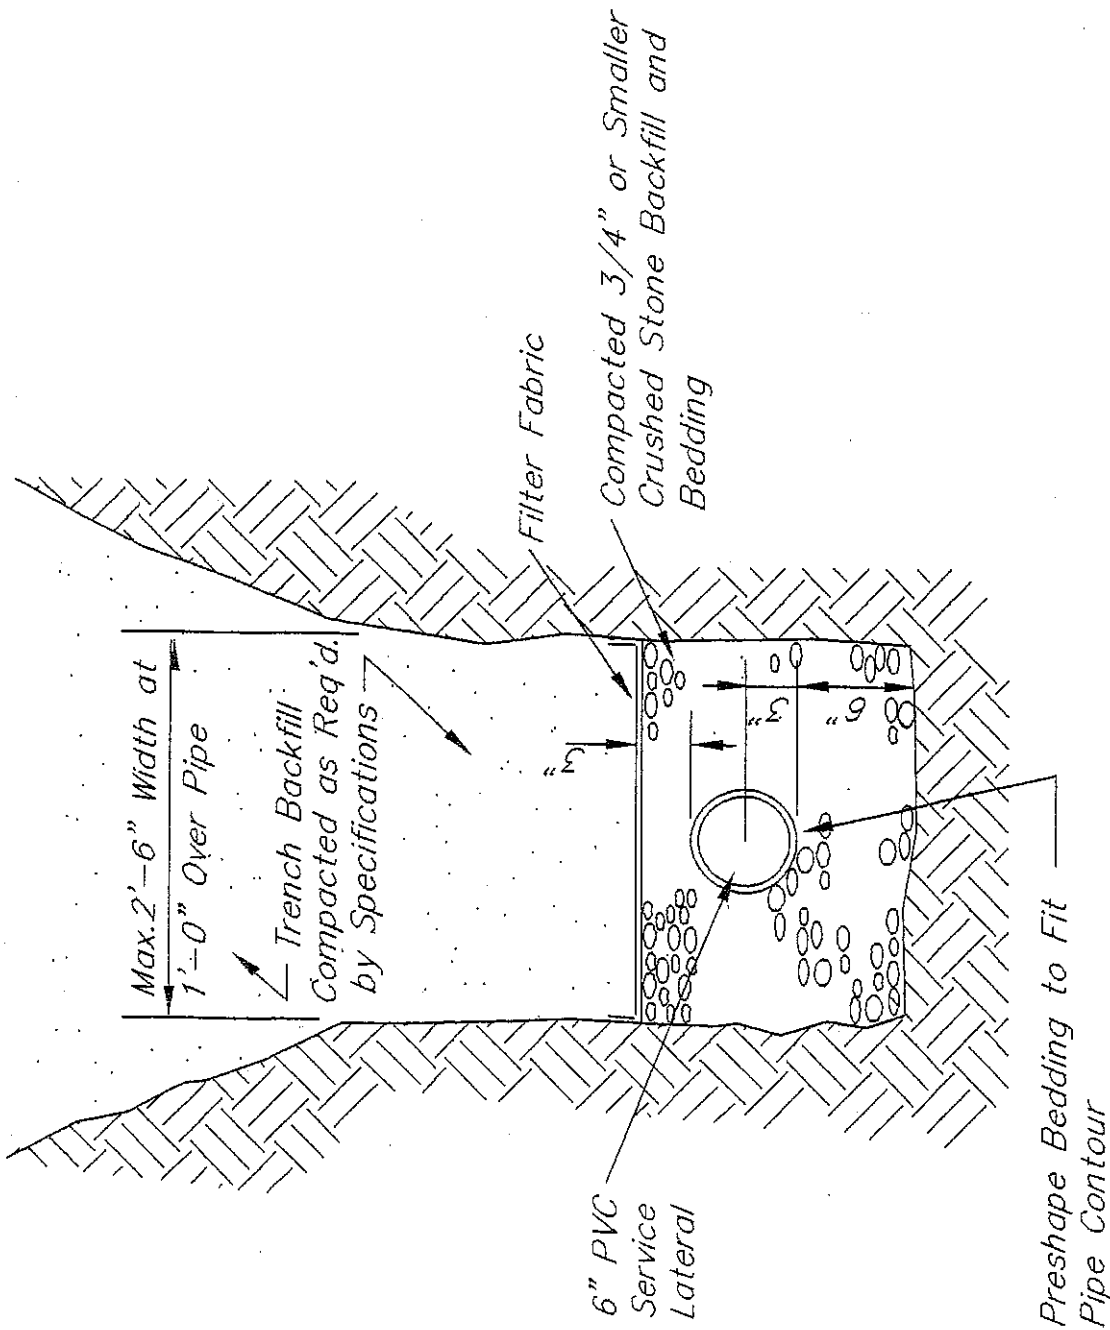 Max.2'-6" Width at
1'-0" Over Pipe
Trench Backfill
Compacted as Req'd.
by Specifications
3"
Filter Fabric
Compacted 3/4" or Smaller
Crushed Stone Backfill and
Bedding
3"
6"
6" PVC
Service
Lateral
Preshape Bedding to Fit
Pipe Contour